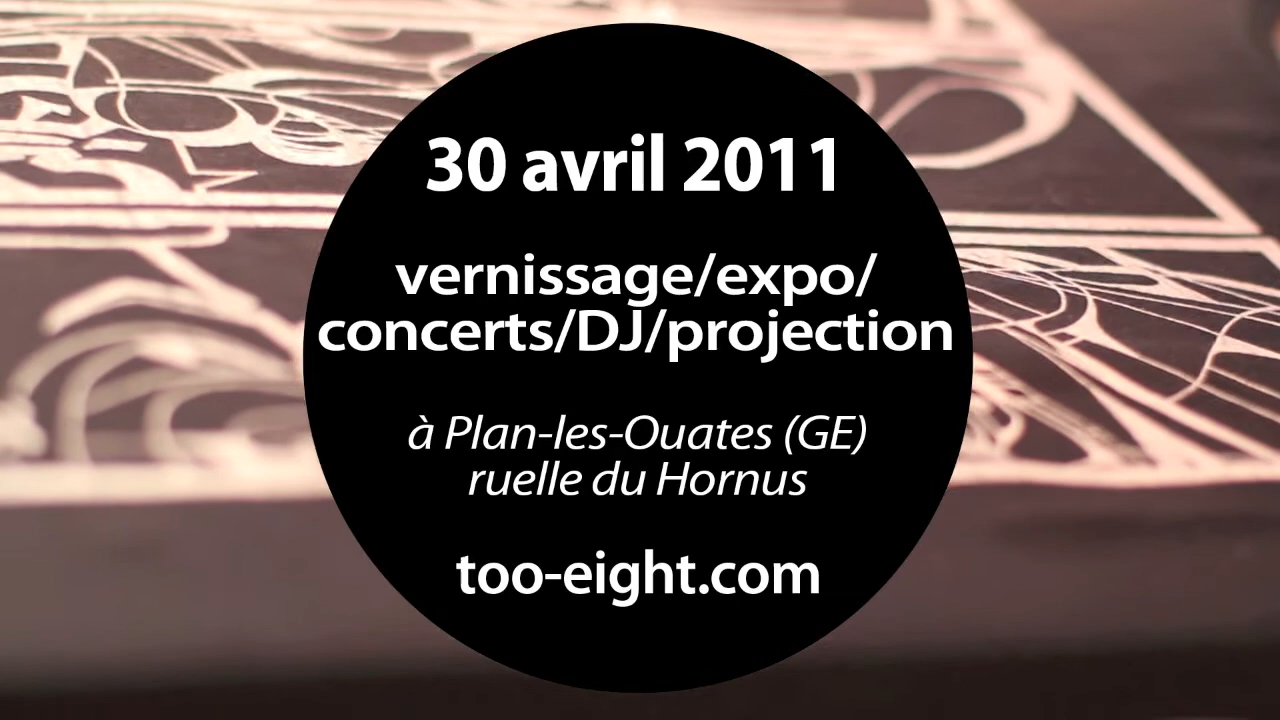 30 avril 2011
vernissage/expo/
concerts/DJ/projection
à Plan-les-Ouates (GE)
ruelle du Hornus
too-eight.com